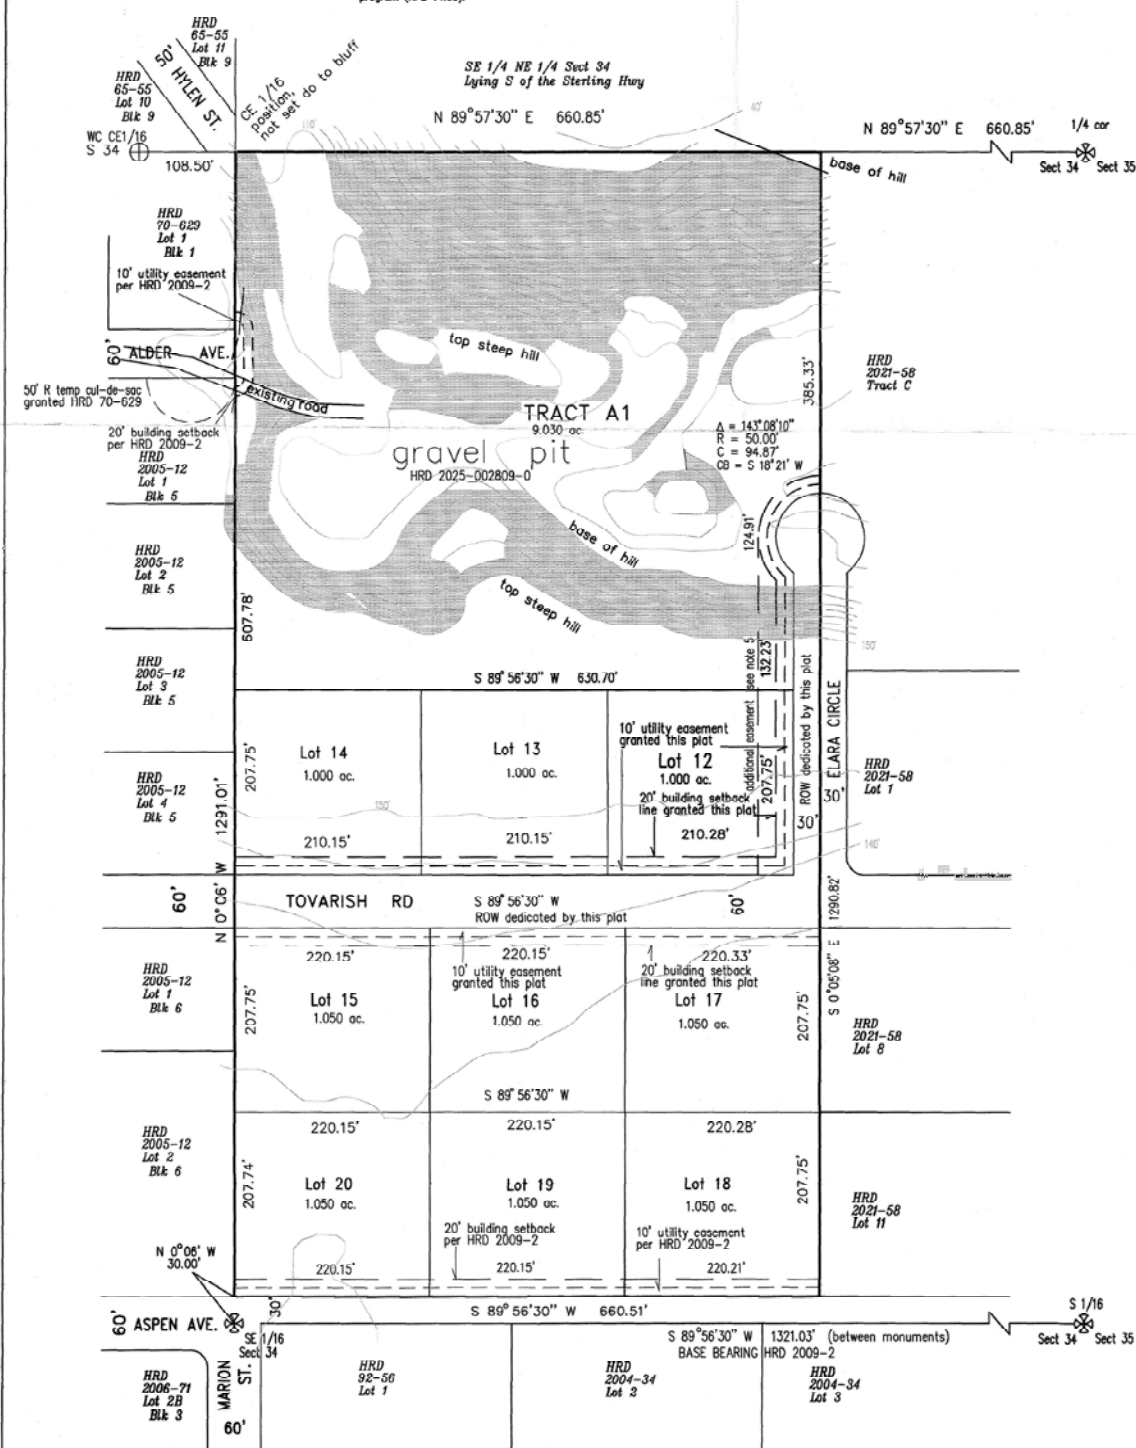 HRD
65-55
Lot 11
Blk 9
50' HYLEN ST.
HRD
65-55
Lot 10
Blk 9
CE 1/16
position,
not set do to bluff
SE 1/4 NE 1/4 Sect 34
Lying S of the Sterling Hwy
N 89°57'30" E 660.85'
40'
110'
N 89°57'30" E 660.85'
1/4 cor
Sect 34
Sect 35
WC CE1/16
S 34
108.50'
base of hill
HRD
70-629
Lot 1
Blk 1
10' utility easement
per HRD 2009-2
60'
ALDER AVE.
50' R temp cul-de-sac
granted HRD 70-629
existing road
20' building setback
per HRD 2009-2
HRD
2005-12
Lot 1
Blk 5
top steep hill
TRACT A1
9.030 ac.
gravel pit
HRD 2025-002809-0
385.33'
HRD
2021-58
Tract C
Δ = 143°08'10"
R = 50.00'
C = 94.87'
CB = S 18°21' W
124.91'
base of hill
top steep hill
HRD
2005-12
Lot 2
Blk 5
607.78'
150'
HRD
2005-12
Lot 3
Blk 5
S 89°56'30" W 630.70'
additional easement see note 5
132.23'
ROW dedicated by this plat
ELARA CIRCLE
10' utility easement
granted this plat
Lot 14
1.000 ac.
Lot 13
1.000 ac.
Lot 12
1.000 ac.
207.75'
207.75'
20' building setback
line granted this plat
HRD
2021-58
Lot 1
30'
30'
HRD
2005-12
Lot 4
Blk 5
N 0°06' W 1291.01'
150'
210.15'
210.15'
210.28'
140'
60'
TOVARISH RD
S 89°56'30" W
ROW dedicated by this plat
60'
S 0°05'08" E 1290.82'
220.15'
220.15'
220.33'
10' utility easement
granted this plat
20' building setback
line granted this plat
HRD
2005-12
Lot 1
Blk 6
207.75'
Lot 15
1.050 ac.
Lot 16
1.050 ac.
Lot 17
1.050 ac.
207.75'
HRD
2021-58
Lot 8
S 89°56'30" W
220.15'
220.15'
220.28'
HRD
2005-12
Lot 2
Blk 6
207.74'
Lot 20
1.050 ac.
Lot 19
1.050 ac.
Lot 18
1.050 ac.
207.75'
HRD
2021-58
Lot 11
20' building setback
per HRD 2009-2
10' utility easement
per HRD 2009-2
N 0°06' W
30.00'
220.15'
220.15'
220.21'
30'
S 89°56'30" W 660.51'
60'
ASPEN AVE.
SE 1/16
Sect 34
S 89°56'30" W 1321.03' (between monuments)
BASE BEARING HRD 2009-2
S 1/16
Sect 34
Sect 35
HRD
2006-71
Lot 2B
Blk 3
MARION ST.
60'
HRD
92-56
Lot 1
HRD
2004-34
Lot 2
HRD
2004-34
Lot 3